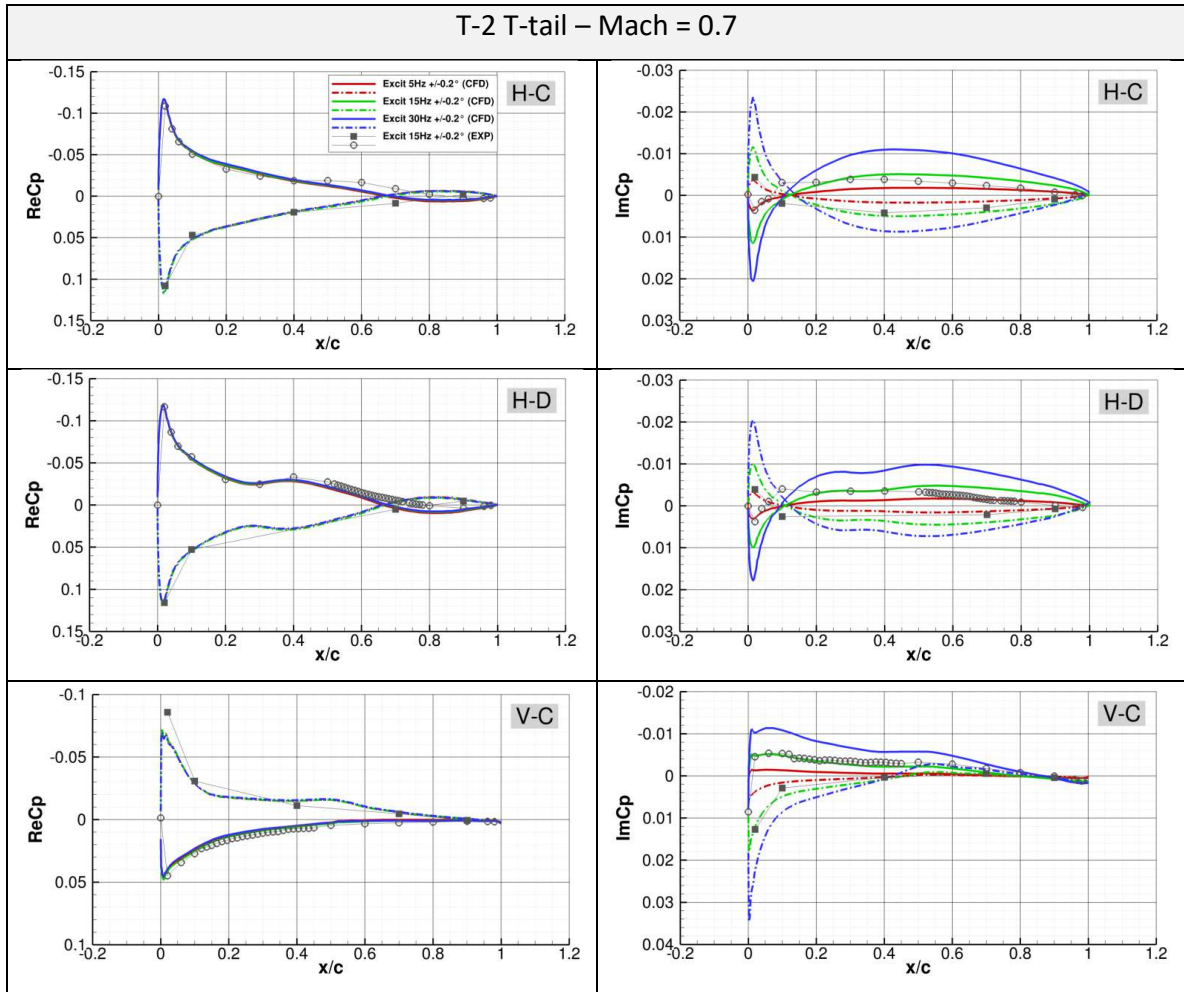 T-2 T-tail – Mach = 0.7
-0.15
-0.1
-0.05
0
0.05
0.1
0.15
ReCp
-0.2 0 0.2 0.4 0.6 0.8 1 1.2
x/c
Excit 5Hz +/-0.2° (CFD)
Excit 15Hz +/-0.2° (CFD)
Excit 30Hz +/-0.2° (CFD)
Excit 15Hz +/-0.2° (EXP)
H-C
-0.03
-0.02
-0.01
0
0.01
0.02
0.03
ImCp
-0.2 0 0.2 0.4 0.6 0.8 1 1.2
x/c
H-C
-0.15
-0.1
-0.05
0
0.05
0.1
0.15
ReCp
-0.2 0 0.2 0.4 0.6 0.8 1 1.2
x/c
H-D
-0.03
-0.02
-0.01
0
0.01
0.02
0.03
ImCp
-0.2 0 0.2 0.4 0.6 0.8 1 1.2
x/c
H-D
-0.1
-0.05
0
0.05
0.1
ReCp
-0.2 0 0.2 0.4 0.6 0.8 1 1.2
x/c
V-C
-0.02
-0.01
0
0.01
0.02
0.03
0.04
ImCp
-0.2 0 0.2 0.4 0.6 0.8 1 1.2
x/c
V-C